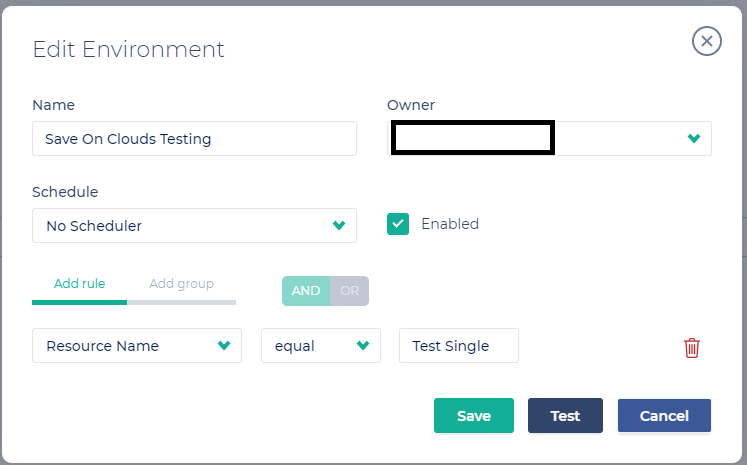 Edit Environment
Name
Owner
Save On Clouds Testing
Schedule
No Scheduler
Enabled
Add rule
Add group
AND
OR
Resource Name
equal
Test Single
Save
Test
Cancel